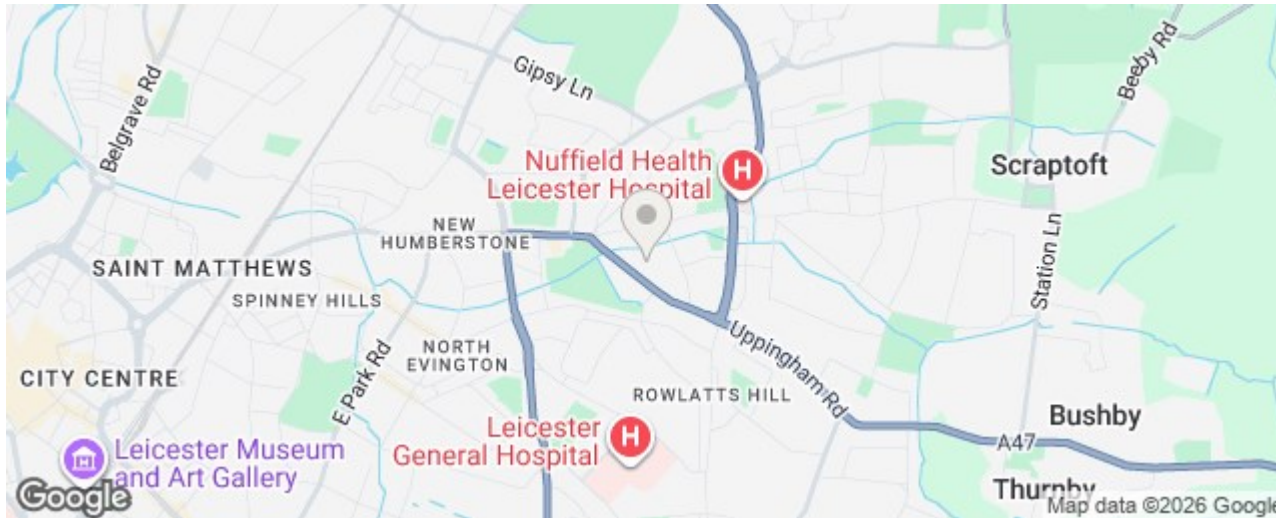 Belgrave Rd
Gipsy Ln
Beeby Rd
Nuffield Health
Leicester Hospital
H
Scraptoft
NEW
HUMBERSTONE
SAINT MATTHEWS
SPINNEY HILLS
Station Ln
Uppingham Rd
NORTH
EVINGTON
E Park Rd
CITY CENTRE
ROWLATTS HILL
Leicester
General Hospital
H
Bushby
A47
Leicester Museum
and Art Gallery
Thurnby
Google
Map data ©2026 Google